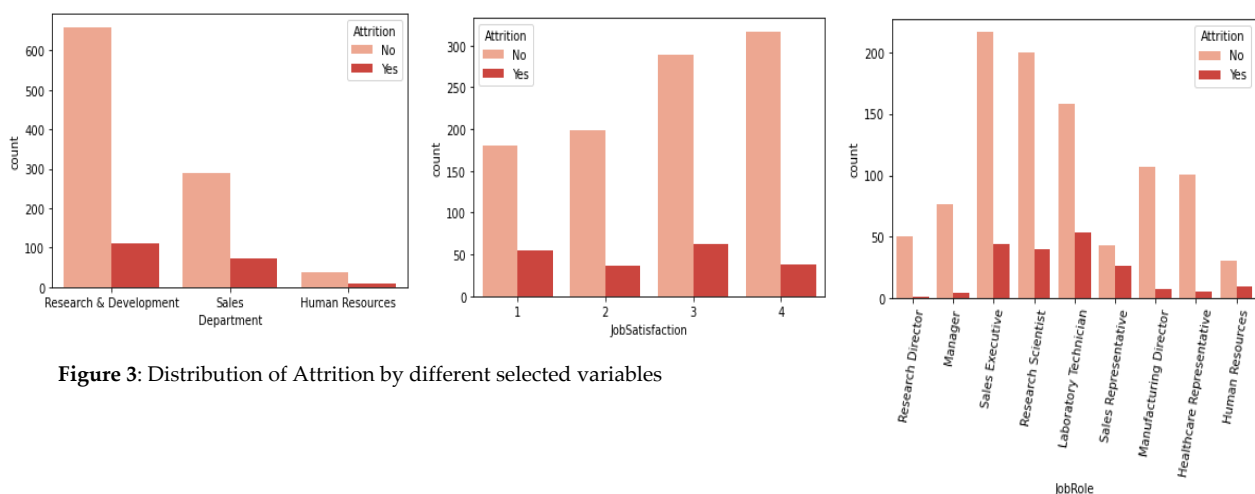 600
500
400
300
200
100
0
count
Attrition
No
Yes
Research & Development
Sales
Human Resources
Department
300
250
200
150
100
50
0
count
Attrition
No
Yes
1
2
3
4
JobSatisfaction
200
150
100
50
0
count
Attrition
No
Yes
Research Director
Manager
Sales Executive
Research Scientist
Laboratory Technician
Sales Representative
Manufacturing Director
Healthcare Representative
Human Resources
JobRole
Figure 3: Distribution of Attrition by different selected variables